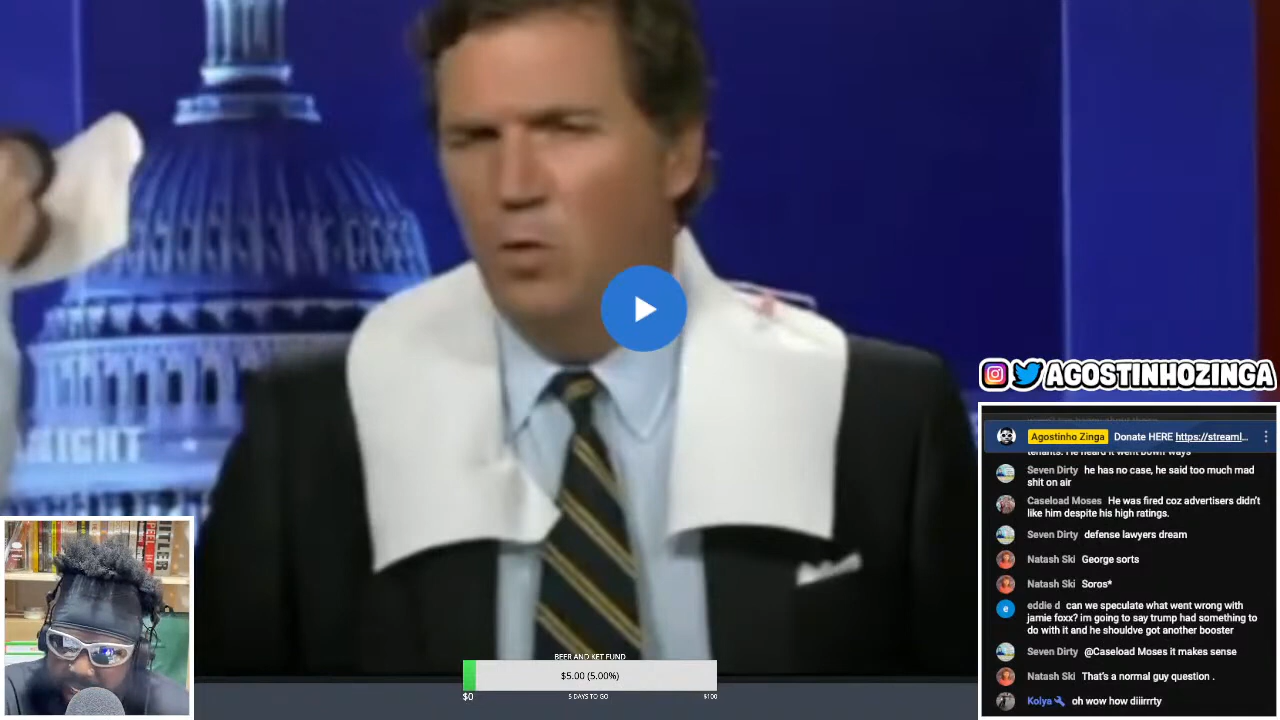 LIGHT
PEEL
HITLER
AGOSTINHOZINGA
Agostinho Zinga Donate HERE https://streaml...
tenants. He heard it went bown ways
Seven Dirty he has no case, he said too much mad
shit on air
Caseload Moses He was fired coz advertisers didn't
like him despite his high ratings.
Seven Dirty defense lawyers dream
Natash Ski George sorts
Natash Ski Soros*
e eddie d can we speculate what went wrong with
jamie foxx? im going to say trump had something to
do with it and he shouldve got another booster
Seven Dirty @Caseload Moses it makes sense
Natash Ski That's a normal guy question .
Kolya oh wow how diiirrrty
BEER AND KET FUND
$5.00 (5.00%)
$0 5 DAYS TO GO $100